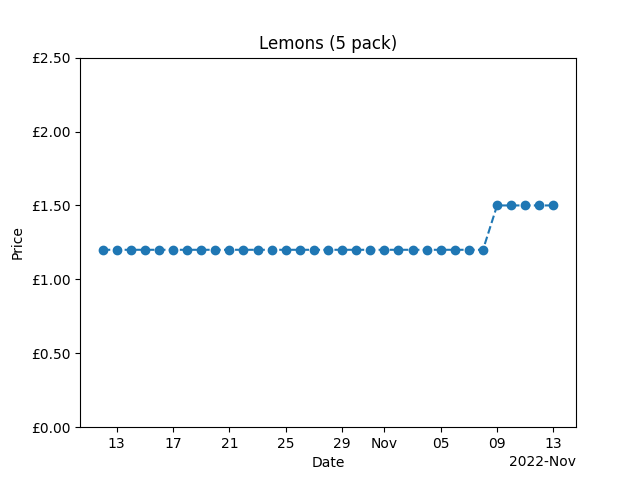 Lemons (5 pack)
£2.50
£2.00
£1.50
£1.00
£0.50
£0.00
Price
13 17 21 25 29 Nov 05 09 13
Date
2022-Nov